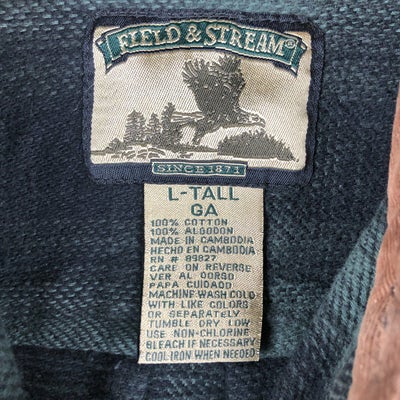 FIELD & STREAM®
SINCE 1871
L-TALL
GA
100% COTTON
100% ALGODON
MADE IN CAMBODIA
HECHO EN CAMBODIA
RN # 89827
CARE ON REVERSE
VER AL DORSO
PAPA CUIDADO
MACHINE WASH COLD
WITH LIKE COLORS
OR SEPARATELY
TUMBLE DRY LOW
USE NON-CHLORINE
BLEACH IF NECESSARY
COOL IRON WHEN NEEDED